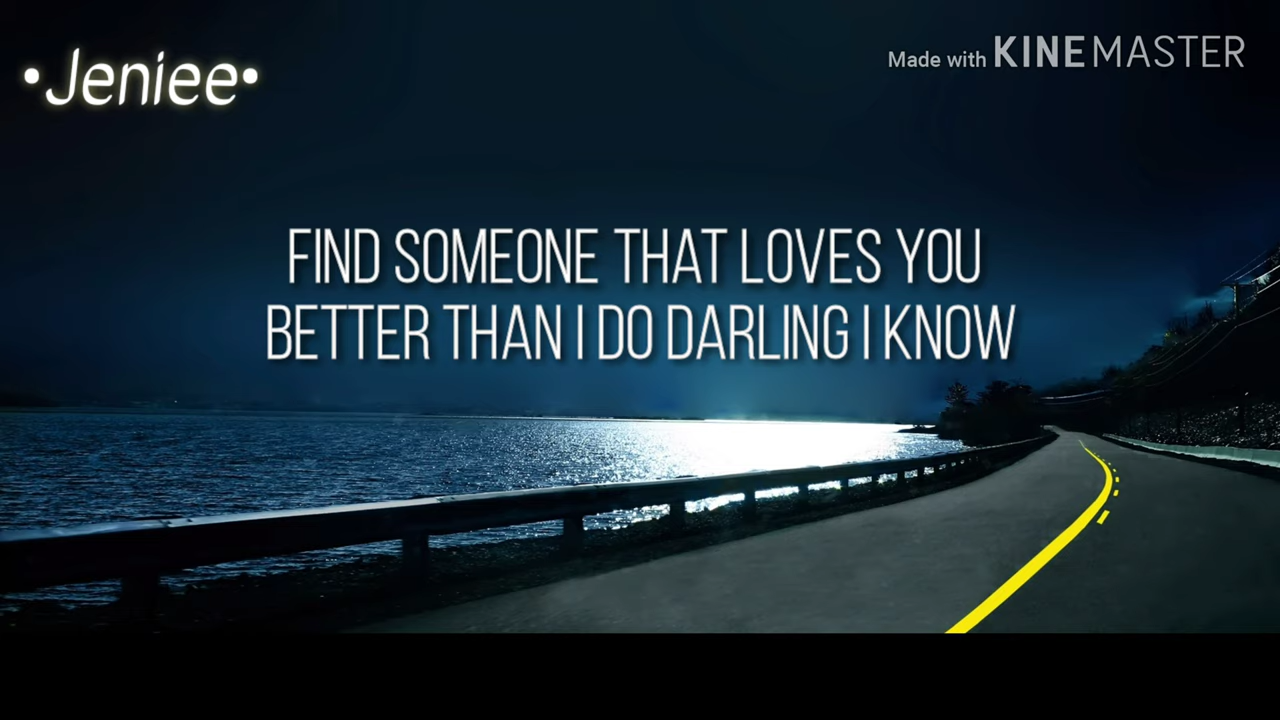 •Jeniee•
Made with KINEMASTER
FIND SOMEONE THAT LOVES YOU
BETTER THAN I DO DARLING I KNOW